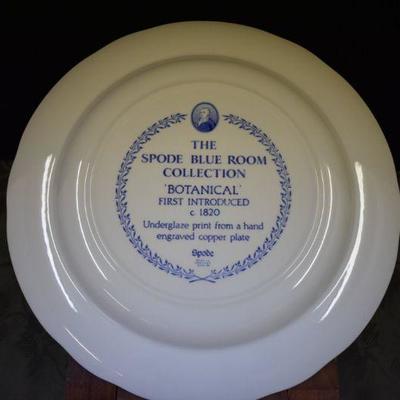 THE
SPODE BLUE ROOM
COLLECTION
'BOTANICAL'
FIRST INTRODUCED
c 1820
Underglaze print from a hand
engraved copper plate
Spode